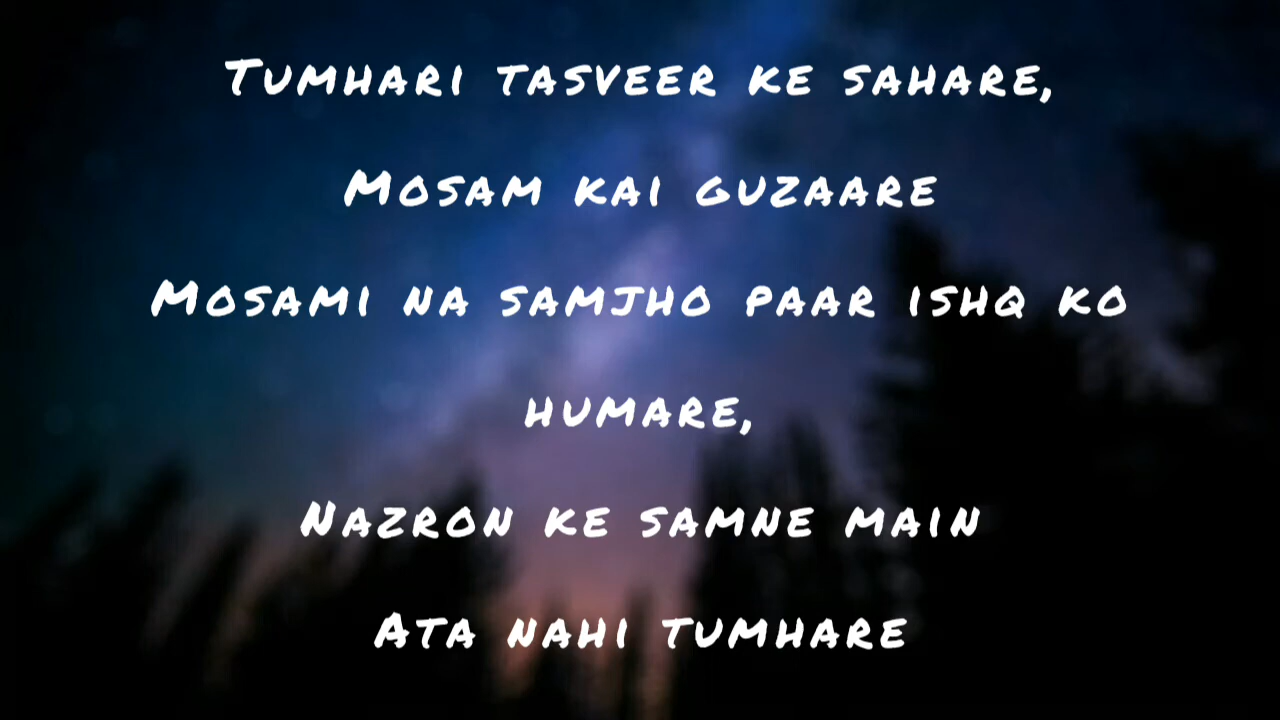 Tumhari tasveer ke sahare,
Mosam kai guzaare
Mosami na samjho paar ishq ko
humare,
Nazron ke samne main
Ata nahi tumhare